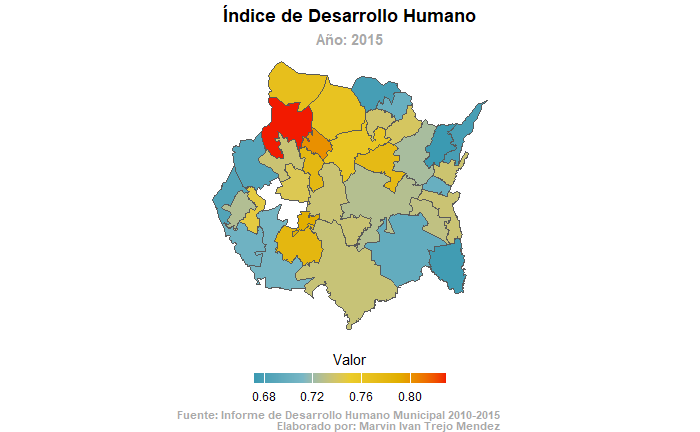 Índice de Desarrollo Humano
Año: 2015
Valor
0.68 0.72 0.76 0.80
Fuente: Informe de Desarrollo Humano Municipal 2010-2015
Elaborado por: Marvin Ivan Trejo Mendez